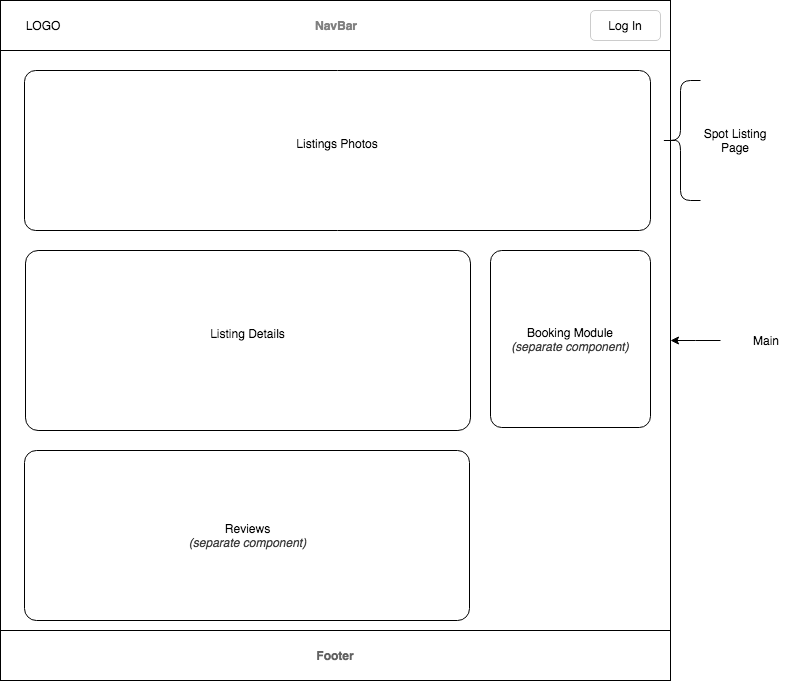 LOGO
NavBar
Log In
Listings Photos
Spot Listing
Page
Listing Details
Booking Module
(separate component)
Main
Reviews
(separate component)
Footer